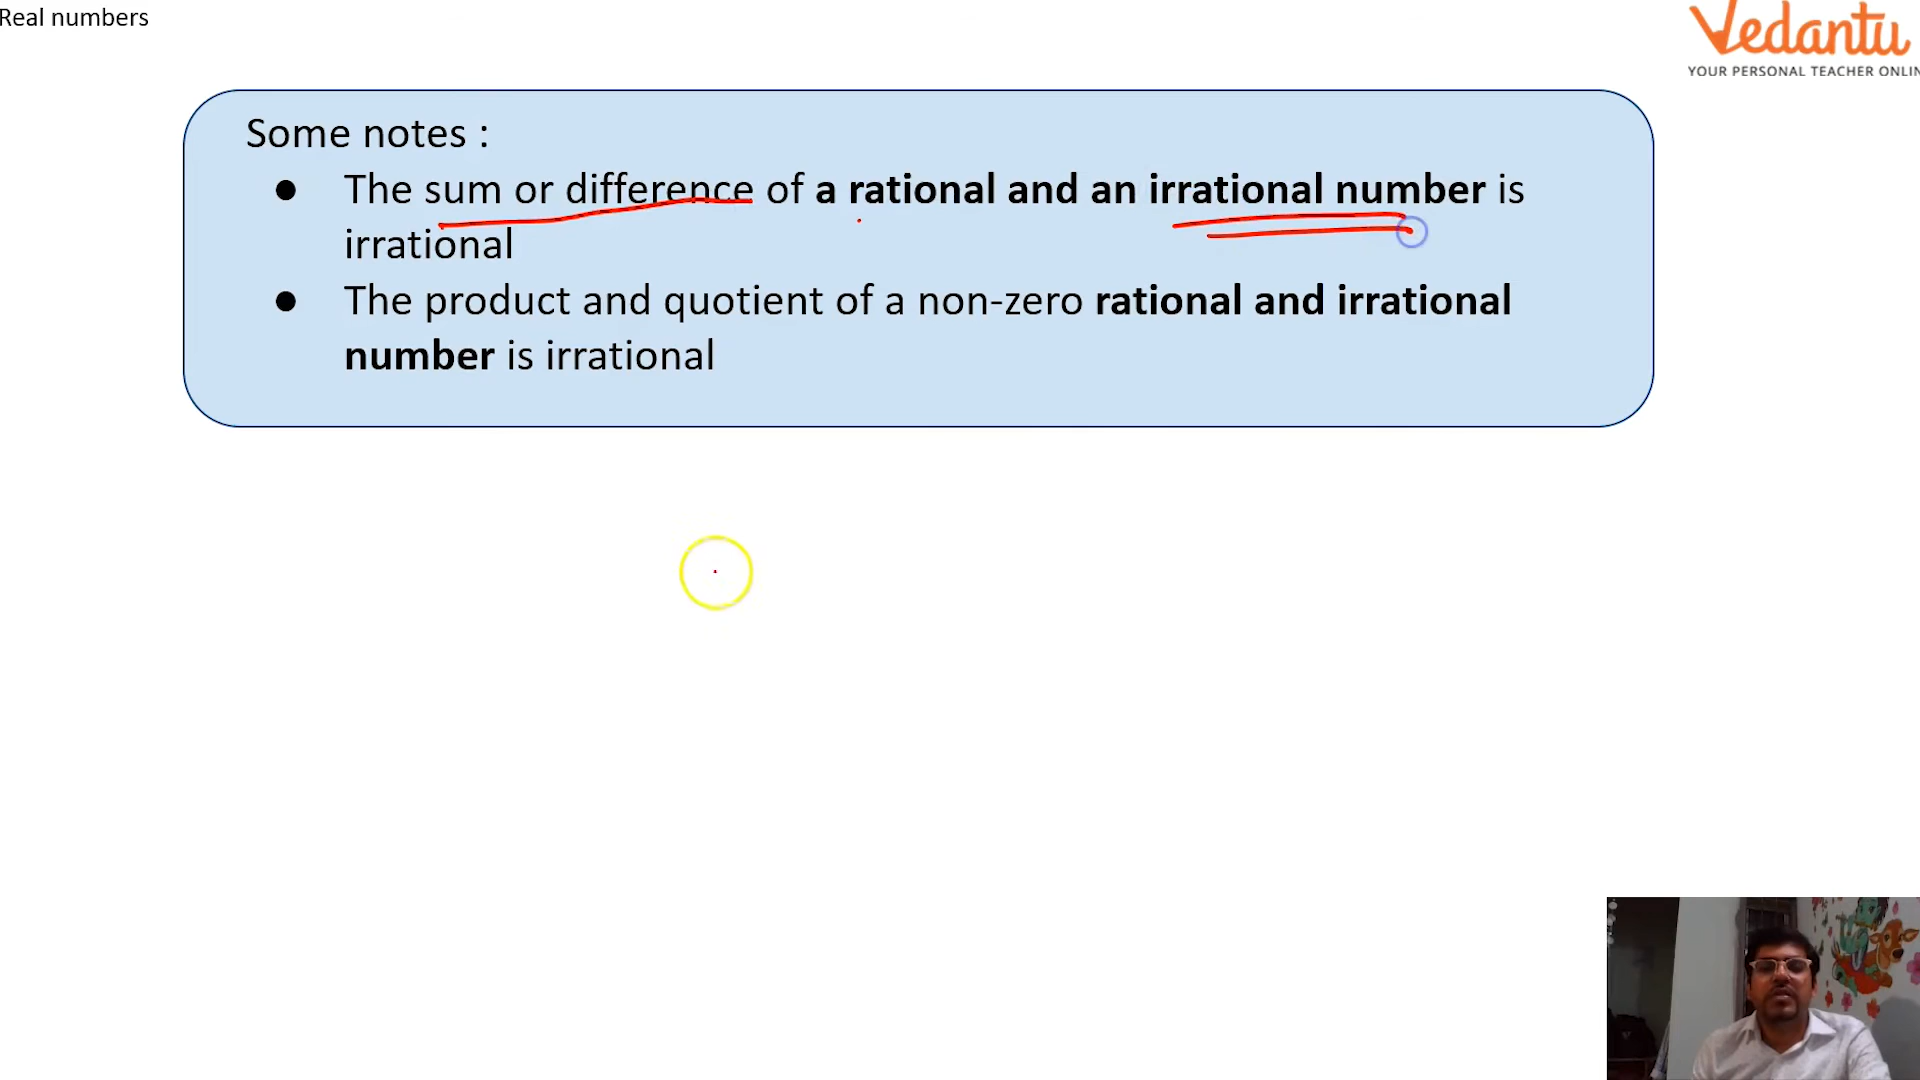 Real numbers
Vedantu
YOUR PERSONAL TEACHER ONLIN
Some notes :
● The sum or difference of a rational and an irrational number is
irrational
● The product and quotient of a non-zero rational and irrational
number is irrational